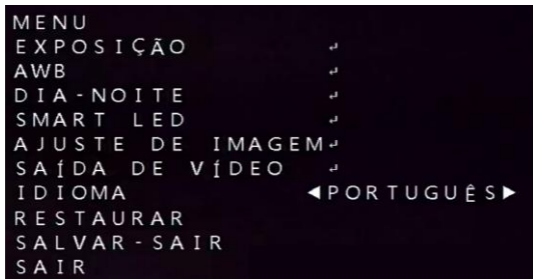 MENU
EXPOSIÇÃO ↵
AWB ↵
DIA-NOITE ↵
SMART LED ↵
AJUSTE DE IMAGEM ↵
SAÍDA DE VÍDEO ↵
IDIOMA ◀PORTUGUÊS▶
RESTAURAR
SALVAR-SAIR
SAIR